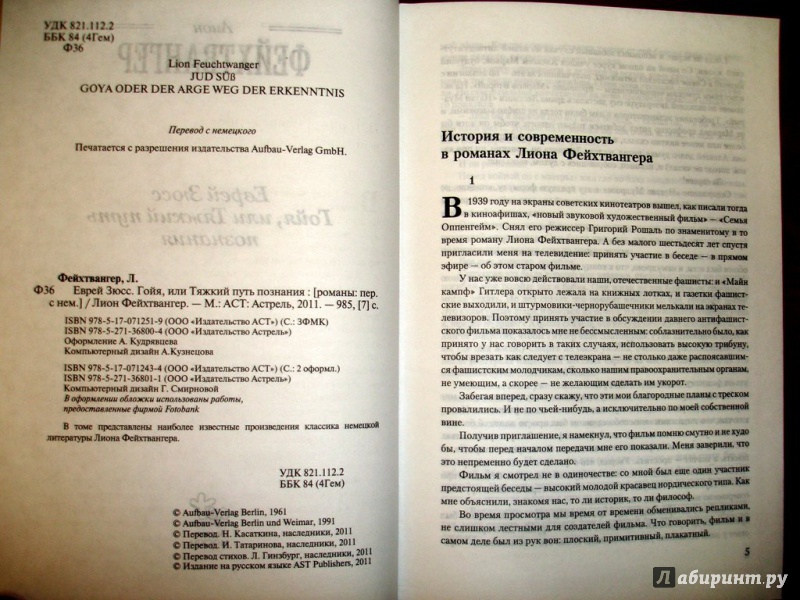 УДК 821.112.2
ББК 84 (4Гем)
Ф36
Lion Feuchtwanger
JUD SÜß
GOYA ODER DER ARGE WEG DER ERKENNTNIS
Перевод с немецкого
Печатается с разрешения издательства Aufbau-Verlag GmbH.
Фейхтвангер, Л.
Ф36 Еврей Зюсс. Гойя, или Тяжкий путь познания : [романы: пер.
с нем.] / Лион Фейхтвангер. — М.: АСТ: Астрель, 2011. — 985, [7] с.
ISBN 978-5-17-071251-9 (ООО «Издательство АСТ») (С.: ЗФМК)
ISBN 978-5-271-36800-4 (ООО «Издательство Астрель»)
Оформление А. Кудрявцева
Компьютерный дизайн А.Кузнецова
ISBN 978-5-17-071243-4 (ООО «Издательство АСТ») (С.: 2 оформл.)
ISBN 978-5-271-36801-1 (ООО «Издательство Астрель»)
Компьютерный дизайн Г. Смирновой
В оформлении обложки использованы работы,
предоставленные фирмой Fotobank
В томе представлены наиболее известные произведения классика немецкой
литературы Лиона Фейхтвангера.
УДК 821.112.2
ББК 84 (4Гем)
© Aufbau-Verlag Berlin, 1961
© Aufbau-Verlag Berlin und Weimar, 1991
© Перевод. Н. Касаткина, наследники, 2011
© Перевод. И. Татаринова, наследники, 2011
© Перевод стихов. Л. Гинзбург, наследники, 2011
© Издание на русском языке AST Publishers, 2011
История и современность
в романах Лиона Фейхтвангера
1
В 1939 году на экраны советских кинотеатров вышел, как писали тогда
в киноафишах, «новый звуковой художественный фильм» — «Семья
Оппенгейм». Снял его режиссер Григорий Рошаль по знаменитому в то
время роману Лиона Фейхтвангера. А без малого шестьдесят лет спустя
пригласили меня на телевидение: принять участие в беседе — в прямом
эфире — об этом старом фильме.
У нас уже вовсю действовали наши, отечественные фашисты: и «Майн
кампф» Гитлера открыто лежала на книжных лотках, и газетки фашист-
ские выходили, и штурмовики-чернорубашечники мелькали на экранах те-
левизоров. Поэтому принять участие в обсуждении давнего антифашист-
ского фильма показалось мне не бессмысленным: соблазнительно было, как
принято у нас говорить в таких случаях, использовать высокую трибуну,
чтобы врезать как следует с телеэкрана — не столько даже распоясавшим-
ся фашистским молодчикам, сколько нашим правоохранительным органам,
не умеющим, а скорее — не желающим сделать им укорот.
Забегая вперед, сразу скажу, что эти мои благородные планы с треском
провалились. И не по чьей-нибудь, а исключительно по моей собственной
вине.
Получив приглашение, я намекнул, что фильм помню смутно и не худо
бы, чтобы перед началом передачи мне его показали. Меня заверили, что
это непременно будет сделано.
Фильм я смотрел не в одиночестве: со мной был еще один участник
предстоящей беседы — высокий молодой красавец нордического типа. Как
мне объяснили, знакомя нас, то ли историк, то ли философ.
Во время просмотра мы время от времени обменивались репликами,
не слишком лестными для создателей фильма. Что говорить, фильм и в
самом деле был из рук вон: плоский, примитивный, плакатный.
5
Лабиринт.ру